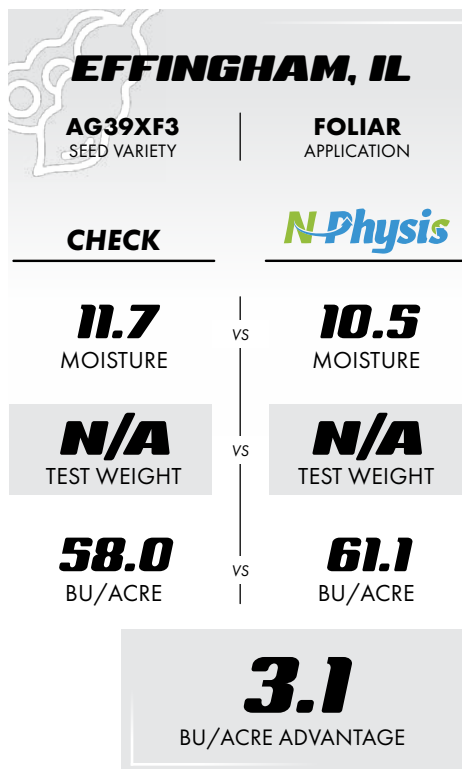 EFFINGHAM, IL
AG39XF3
SEED VARIETY
FOLIAR
APPLICATION
CHECK
N-Physis
11.7
MOISTURE
vs
10.5
MOISTURE
N/A
TEST WEIGHT
vs
N/A
TEST WEIGHT
58.0
BU/ACRE
vs
61.1
BU/ACRE
3.1
BU/ACRE ADVANTAGE